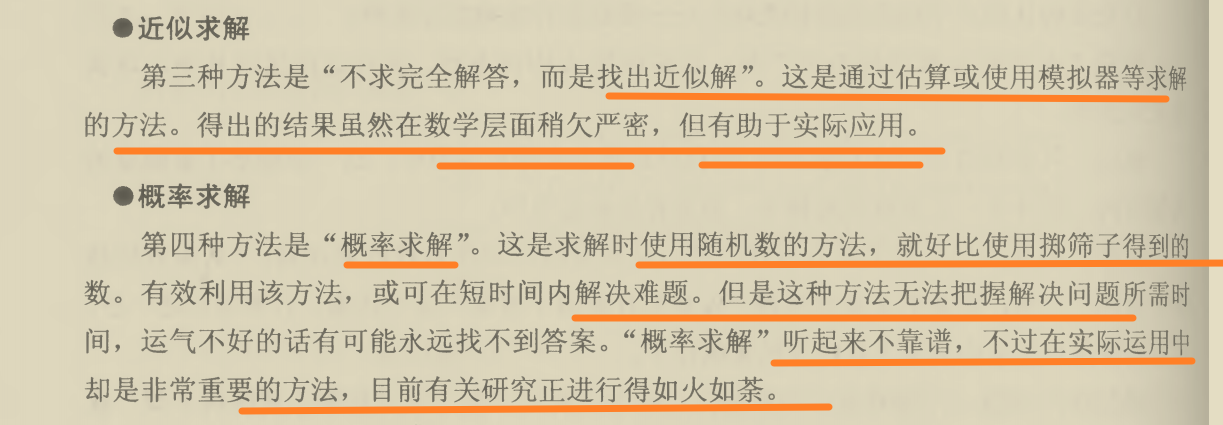 ●近似求解
第三种方法是“不求完全解答，而是找出近似解”。这是通过估算或使用模拟器等求解
的方法。得出的结果虽然在数学层面稍欠严密，但有助于实际应用。
●概率求解
第四种方法是“概率求解”。这是求解时使用随机数的方法，就好比使用掷筛子得到的
数。有效利用该方法，或可在短时间内解决难题。但是这种方法无法把握解决问题所需时
间，运气不好的话有可能永远找不到答案。“概率求解”听起来不靠谱，不过在实际运用中
却是非常重要的方法，目前有关研究正进行得如火如荼。